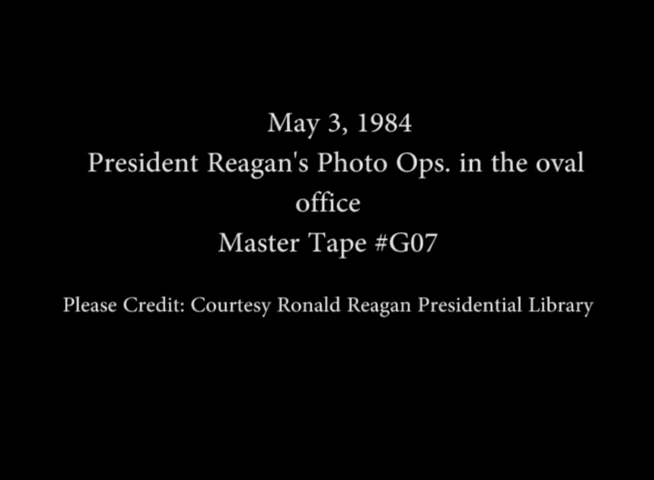 May 3, 1984
President Reagan's Photo Ops. in the oval
office
Master Tape #G07
Please Credit: Courtesy Ronald Reagan Presidential Library